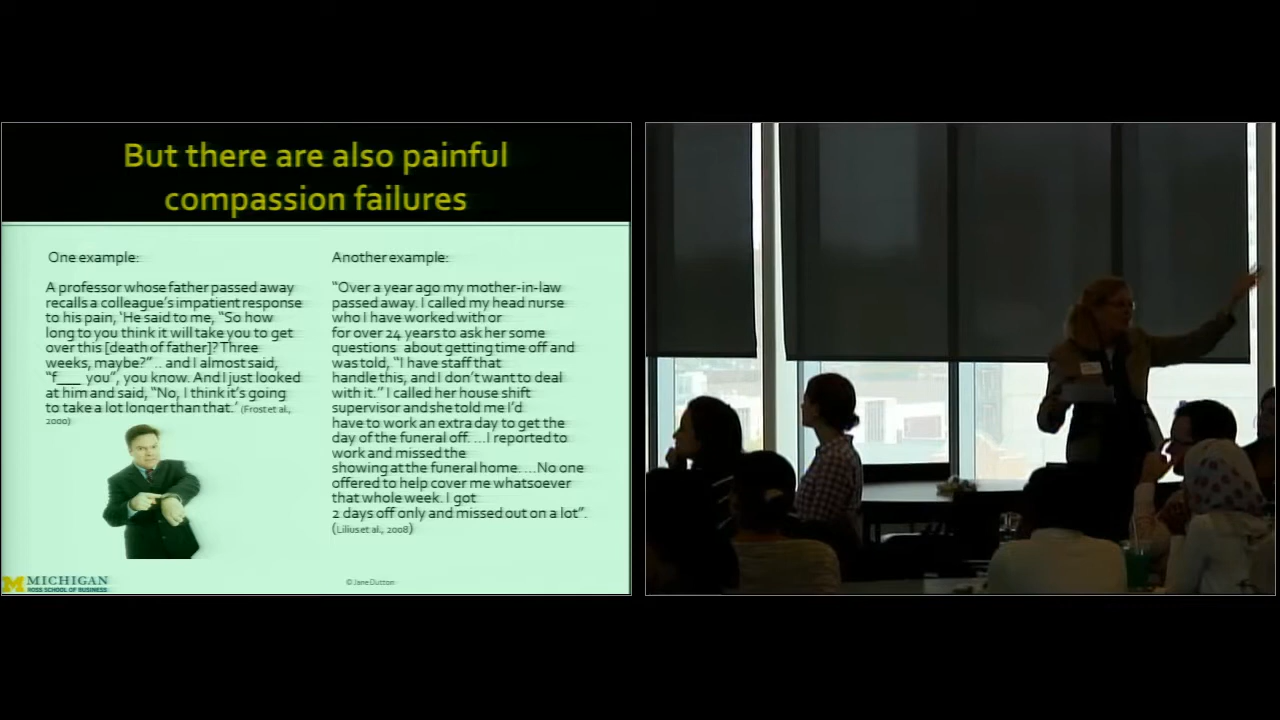 But there are also painful
compassion failures
One example:
A professor whose father passed away
recalls a colleague's impatient response
to his pain, 'He said to me, "So how
long to you think it will take you to get
over this [death of father]? Three
weeks, maybe?" .. and I almost said,
"f___ you", you know. And I just looked
at him and said, "No, I think it's going
to take a lot longer than that.' (Frost et al.,
2000)
Another example:
"Over a year ago my mother-in-law
passed away. I called my head nurse
who I have worked with or
for over 24 years to ask her some
questions about getting time off and
was told, "I have staff that
handle this, and I don't want to deal
with it." I called her house shift
supervisor and she told me I'd
have to work an extra day to get the
day of the funeral off. ...I reported to
work and missed the
showing at the funeral home. ...No one
offered to help cover me whatsoever
that whole week. I got
2 days off only and missed out on a lot".
(Lilius et al., 2008)
M MICHIGAN
ROSS SCHOOL OF BUSINESS
© Jane Dutton